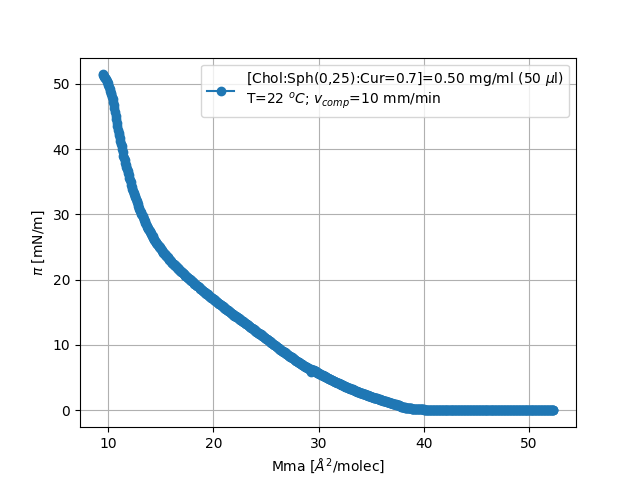 [Chol:Sph(0,25):Cur=0.7]=0.50 mg/ml (50 μl)
T=22 °C; v_comp=10 mm/min
50
40
30
20
10
0
π [mN/m]
10 20 30 40 50
Mma [Å²/molec]